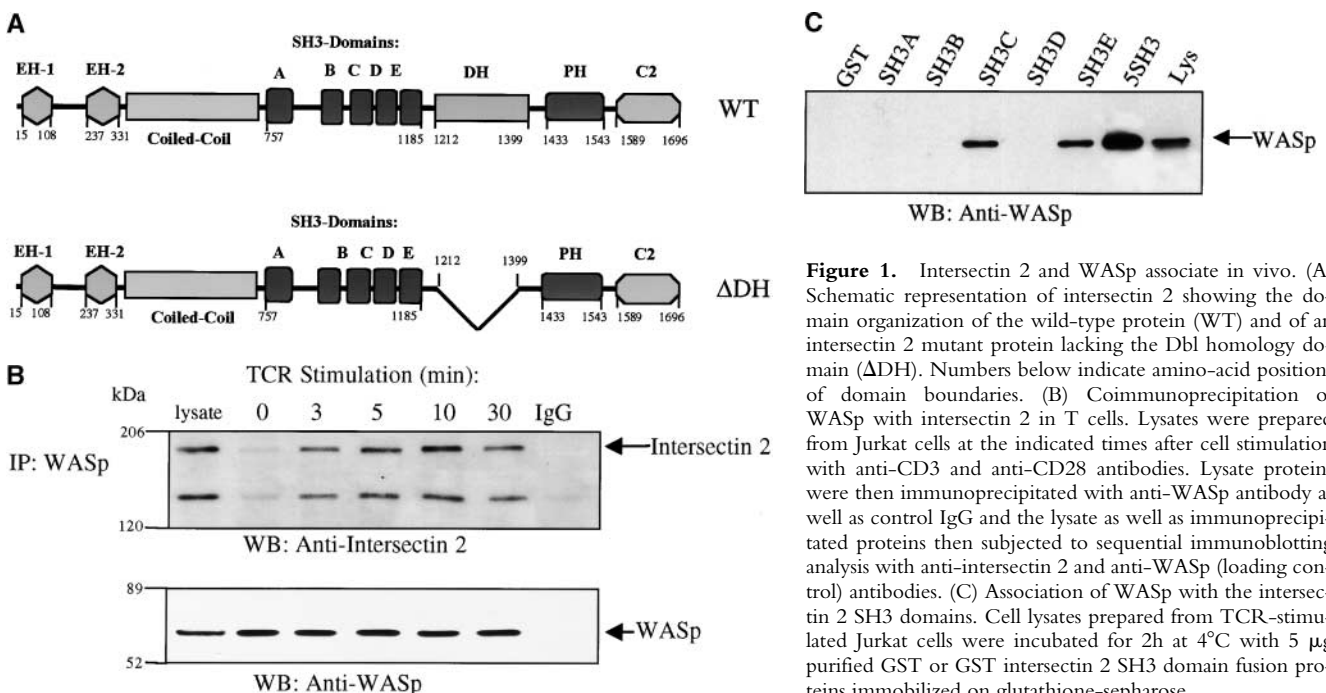 A
SH3-Domains:
EH-1 EH-2 A B C D E DH PH C2
WT
15 108 237 331 Coiled-Coil 757 1185 1212 1399 1433 1543 1589 1696
SH3-Domains:
EH-1 EH-2 A B C D E 1212 1399 PH C2
ΔDH
15 108 237 331 Coiled-Coil 757 1185 1433 1543 1589 1696
B
TCR Stimulation (min):
kDa
lysate 0 3 5 10 30 IgG
206
Intersectin 2
IP: WASp
120
WB: Anti-Intersectin 2
89
WASp
52
WB: Anti-WASp
C
GST SH3A SH3B SH3C SH3D SH3E 5SH3 Lys
WASp
WB: Anti-WASp
Figure 1. Intersectin 2 and WASp associate in vivo. (A
Schematic representation of intersectin 2 showing the do-
main organization of the wild-type protein (WT) and of an
intersectin 2 mutant protein lacking the Dbl homology do-
main (ΔDH). Numbers below indicate amino-acid position
of domain boundaries. (B) Coimmunoprecipitation o
WASp with intersectin 2 in T cells. Lysates were prepared
from Jurkat cells at the indicated times after cell stimulation
with anti-CD3 and anti-CD28 antibodies. Lysate protein
were then immunoprecipitated with anti-WASp antibody a
well as control IgG and the lysate as well as immunoprecipi-
tated proteins then subjected to sequential immunoblotting
analysis with anti-intersectin 2 and anti-WASp (loading con-
trol) antibodies. (C) Association of WASp with the intersec-
tin 2 SH3 domains. Cell lysates prepared from TCR-stimu-
lated Jurkat cells were incubated for 2h at 4°C with 5 μg
purified GST or GST intersectin 2 SH3 domain fusion pro-
teins immobilized on glutathione-sepharose